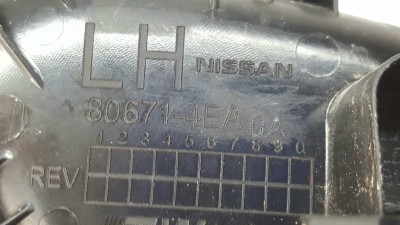 LH NISSAN
80671-4EA0A
1 2 3 4 5 6 7 8 9 0
REV